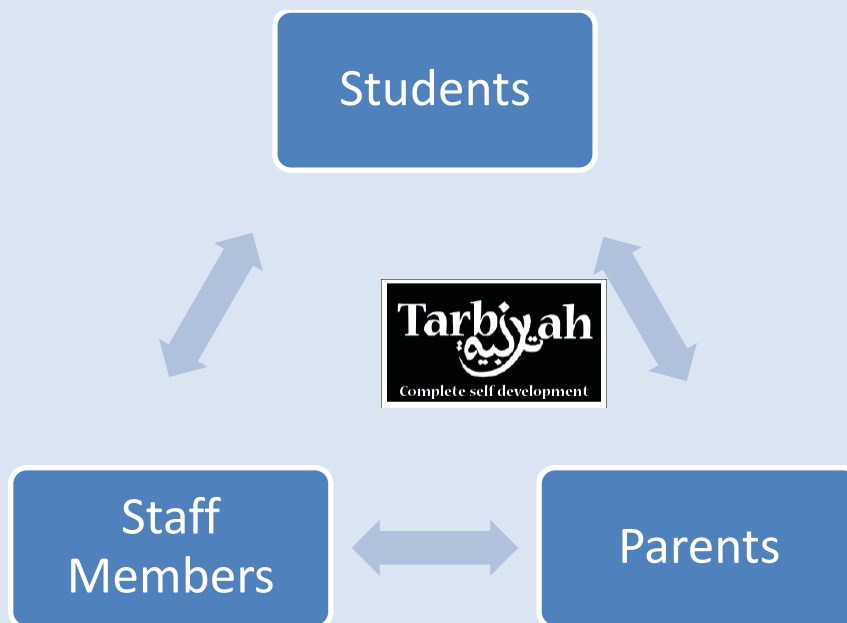 Students
Tarbiyah
تربية
Complete self development
Staff
Members
Parents